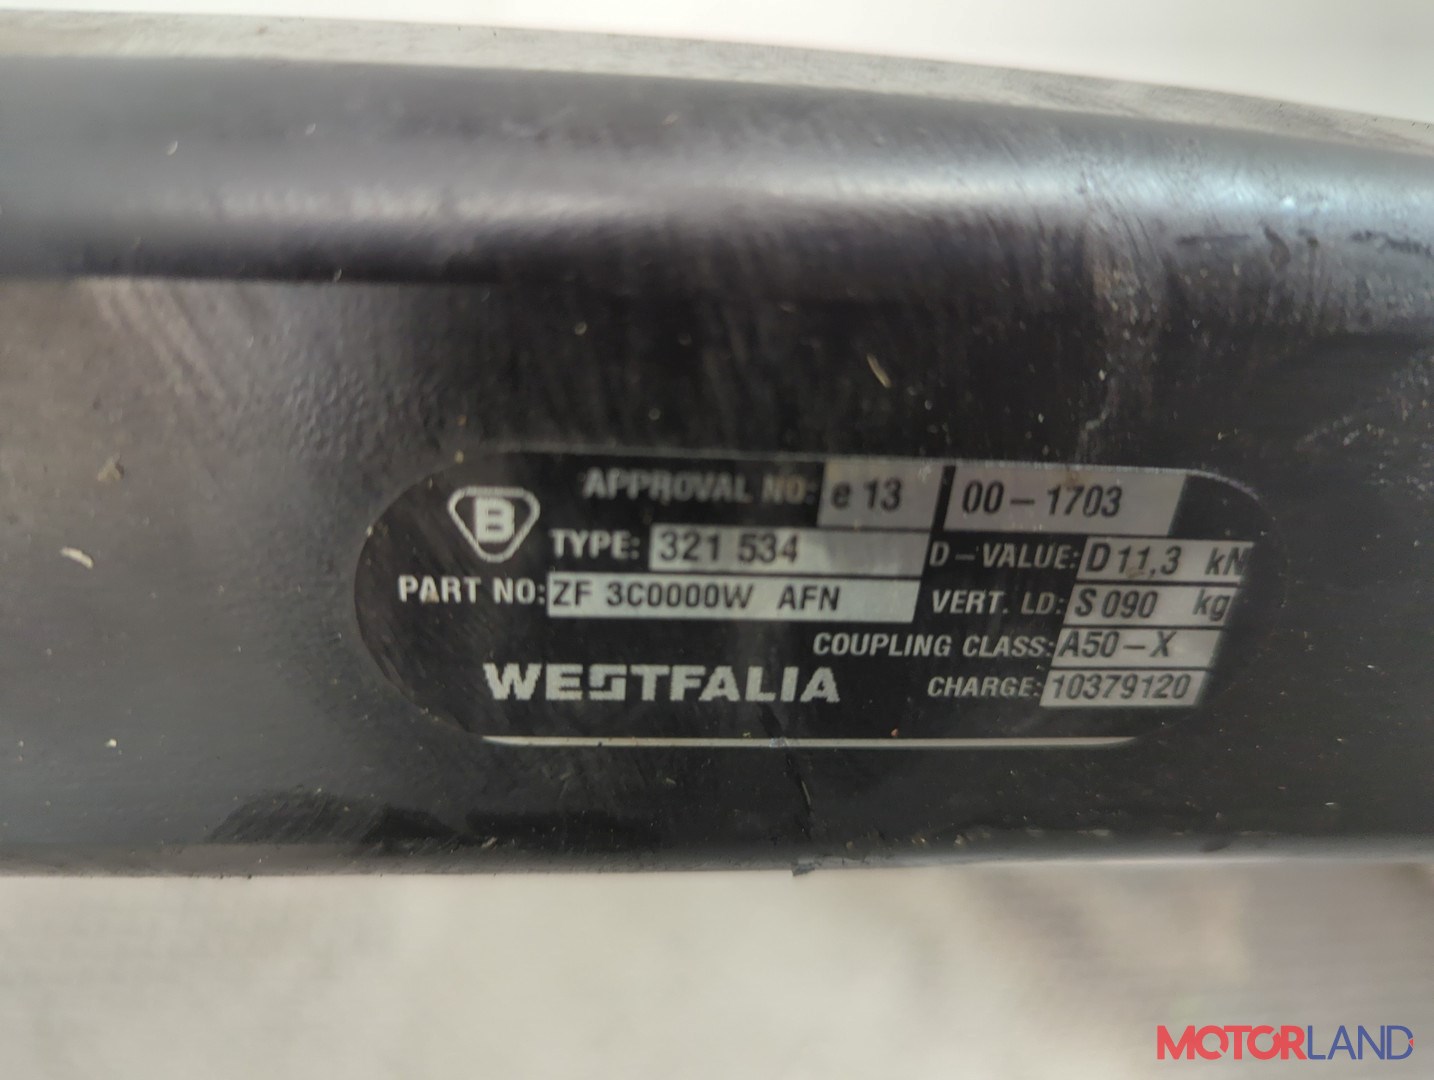 APPROVAL NO: e 13 00-1703
B
TYPE: 321 534
D-VALUE: D 11,3 kN
PART NO: ZF 3C0000W AFN
VERT. LD: S 090 kg
COUPLING CLASS: A50-X
WESTFALIA
CHARGE: 10379120
MOTORLAND